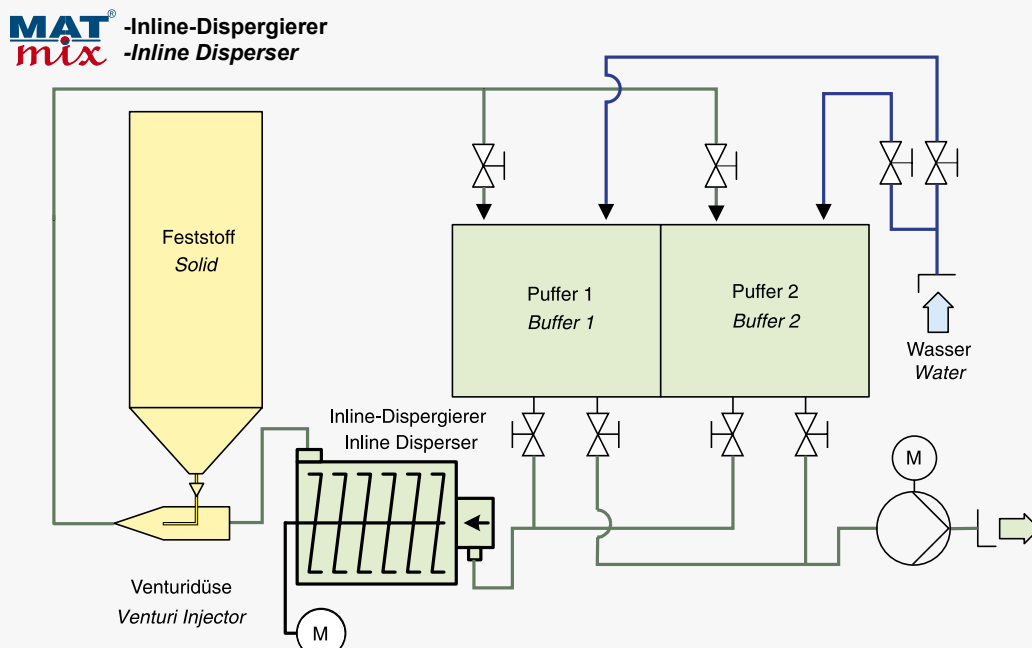 MAT® -Inline-Dispergierer
mix -Inline Disperser
Feststoff
Solid
Puffer 1
Buffer 1
Puffer 2
Buffer 2
Wasser
Water
Inline-Dispergierer
Inline Disperser
M
Venturidüse
Venturi Injector
M